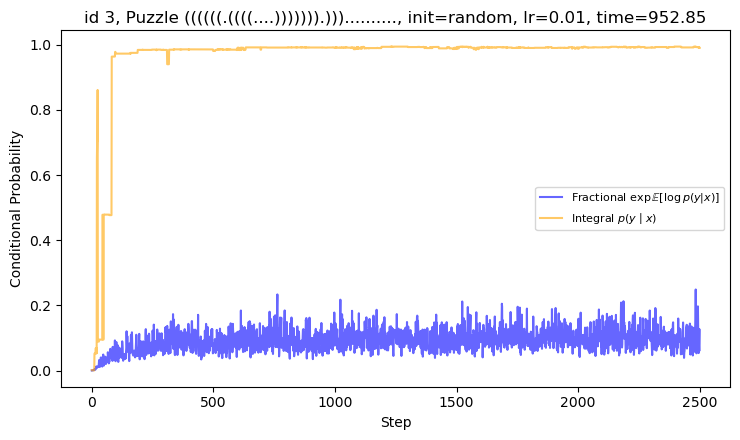 id 3, Puzzle ((((((.((((....))))))).))).........., init=random, lr=0.01, time=952.85
Conditional Probability
1.0
0.8
0.6
0.4
0.2
0.0
Fractional exp𝔼[log p(y|x)]
Integral p(y | x)
0 500 1000 1500 2000 2500
Step